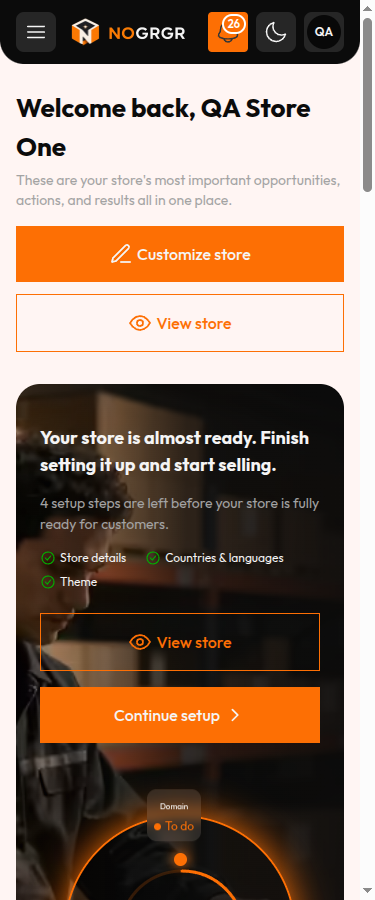 NOGRGR
26
QA
Welcome back, QA Store
One
These are your store's most important opportunities,
actions, and results all in one place.
Customize store
View store
Your store is almost ready. Finish
setting it up and start selling.
4 setup steps are left before your store is fully
ready for customers.
Store details
Countries & languages
Theme
View store
Continue setup
Domain
To do